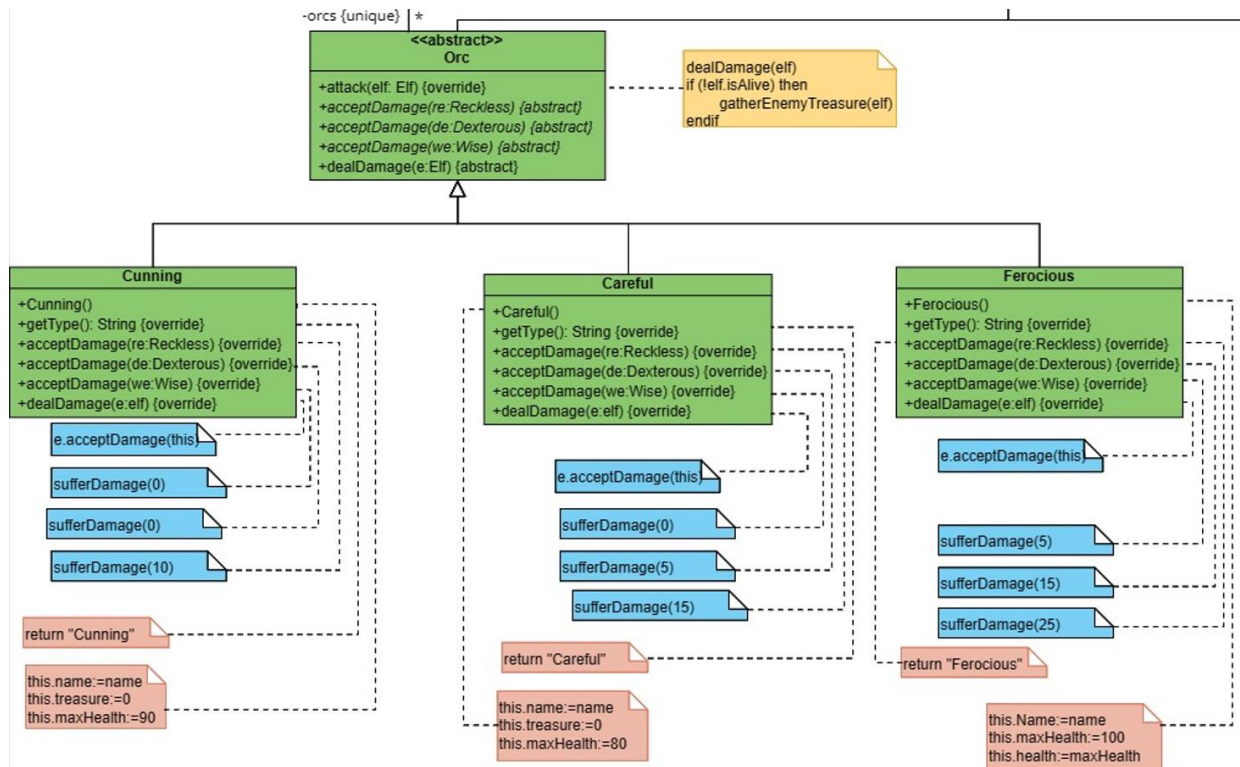 -orcs {unique}
*
<<abstract>>
Orc
+attack(elf: Elf) {override}
+acceptDamage(re:Reckless) {abstract}
+acceptDamage(de:Dexterous) {abstract}
+acceptDamage(we:Wise) {abstract}
+dealDamage(e:Elf) {abstract}
dealDamage(elf)
if (!elf.isAlive) then
gatherEnemyTreasure(elf)
endif
Cunning
+Cunning()
+getType(): String {override}
+acceptDamage(re:Reckless) {override}
+acceptDamage(de:Dexterous) {override}
+acceptDamage(we:Wise) {override}
+dealDamage(e:elf) {override}
e.acceptDamage(this)
sufferDamage(0)
sufferDamage(0)
sufferDamage(10)
return "Cunning"
this.name:=name
this.treasure:=0
this.maxHealth:=90
Careful
+Careful()
+getType(): String {override}
+acceptDamage(re:Reckless) {override}
+acceptDamage(de:Dexterous) {override}
+acceptDamage(we:Wise) {override}
+dealDamage(e:elf) {override}
e.acceptDamage(this)
sufferDamage(0)
sufferDamage(5)
sufferDamage(15)
return "Careful"
this.name:=name
this.treasure:=0
this.maxHealth:=80
Ferocious
+Ferocious()
+getType(): String {override}
+acceptDamage(re:Reckless) {override}
+acceptDamage(de:Dexterous) {override}
+acceptDamage(we:Wise) {override}
+dealDamage(e:elf) {override}
e.acceptDamage(this)
sufferDamage(5)
sufferDamage(15)
sufferDamage(25)
return "Ferocious"
this.Name:=name
this.maxHealth:=100
this.health:=maxHealth